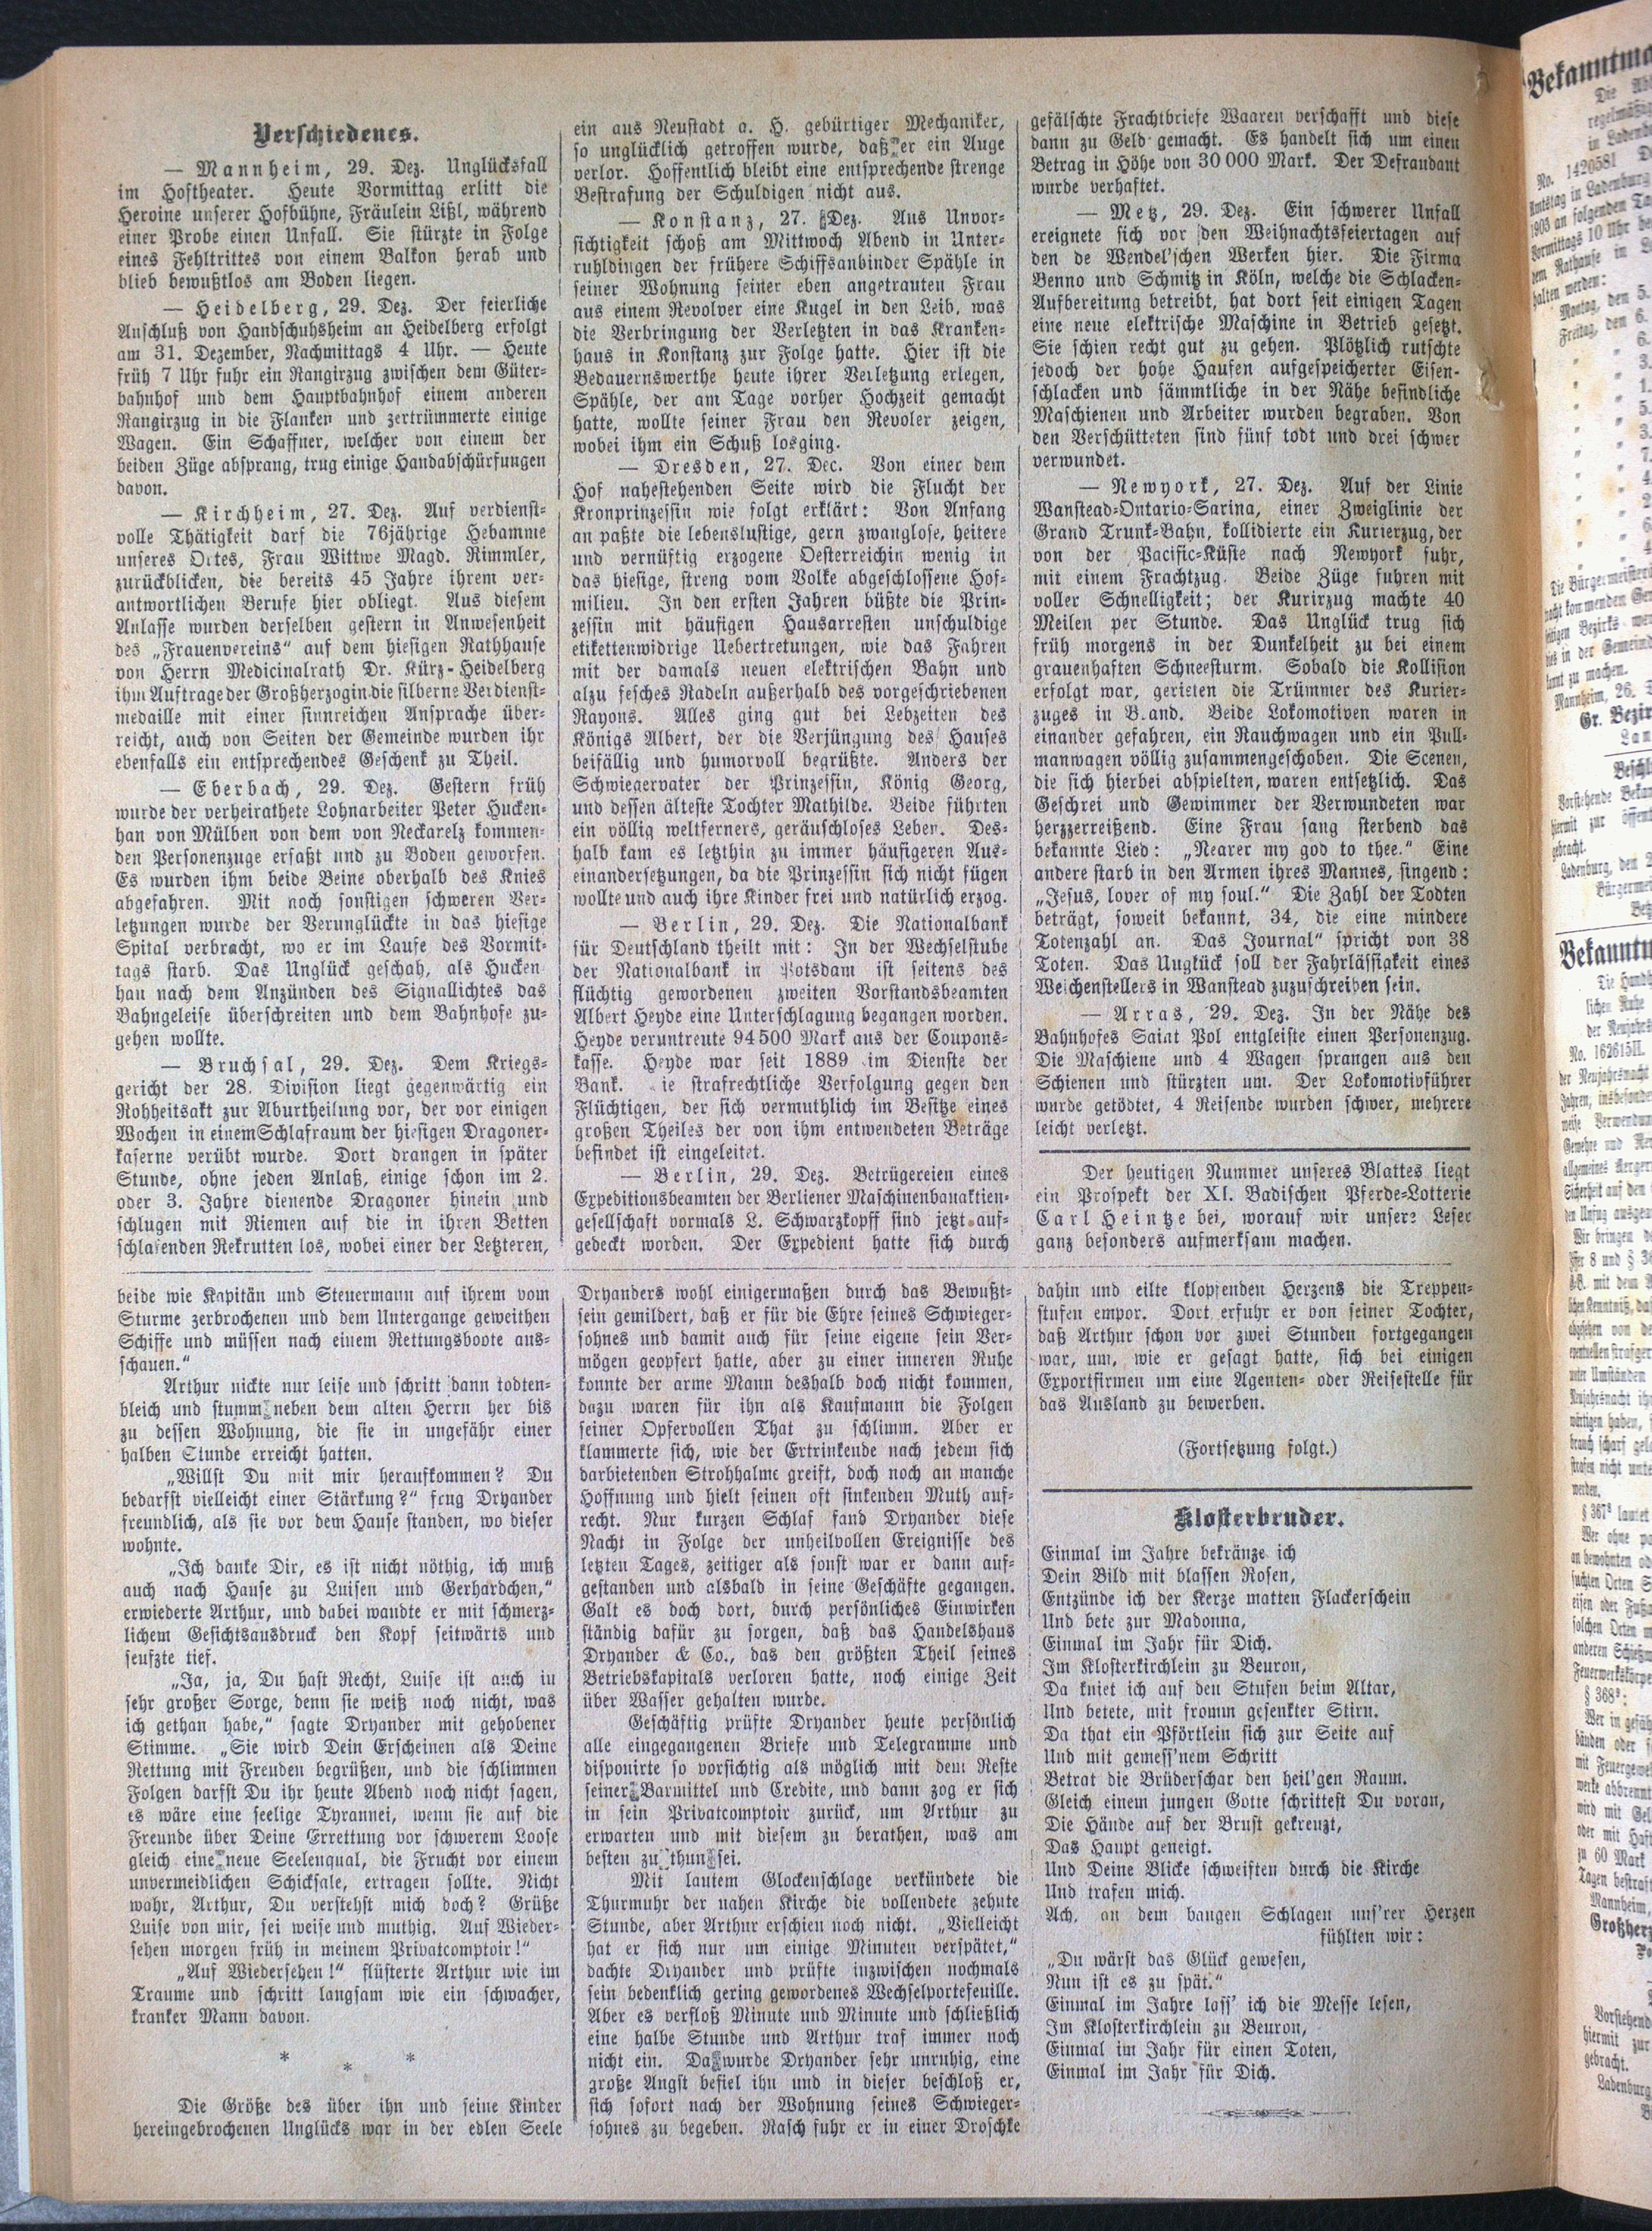 Verschiedenes.
— Mannheim, 29. Dez. Unglücksfall
im Hoftheater. Heute Vormittag erlitt die
Heroine unserer Hofbühne, Fräulein Lißl, während
einer Probe einen Unfall. Sie stürzte in Folge
eines Fehltrittes von einem Balkon herab und
blieb bewußtlos am Boden liegen.
— Heidelberg, 29. Dez. Der feierliche
Anschluß von Handschuhsheim an Heidelberg erfolgt
am 31. Dezember, Nachmittags 4 Uhr. — Heute
früh 7 Uhr fuhr ein Rangirzug zwischen dem Güter-
bahnhof und dem Hauptbahnhof einem anderen
Rangirzug in die Flanken und zertrümmerte einige
Wagen. Ein Schaffner, welcher von einem der
beiden Züge absprang, trug einige Handabschürfungen
davon.
— Kirchheim, 27. Dez. Auf verdienst-
volle Thätigkeit darf die 76jährige Hebamme
unseres Ortes, Frau Wittwe Magd. Rimmler,
zurückblicken, die bereits 45 Jahre ihrem ver-
antwortlichen Berufe hier obliegt. Aus diesem
Anlasse wurden derselben gestern in Anwesenheit
des „Frauenvereins“ auf dem hiesigen Rathhause
von Herrn Medicinalrath Dr. Kürz-Heidelberg
ihm Auftrage der Großherzogin die silberne Verdienst-
medaille mit einer sinnreichen Ansprache über-
reicht, auch von Seiten der Gemeinde wurden ihr
ebenfalls ein entsprechendes Geschenk zu Theil.
— Eberbach, 29. Dez. Gestern früh
wurde der verheirathete Lohnarbeiter Peter Hucken-
han von Mülben von dem von Neckarelz kommen-
den Personenzuge erfaßt und zu Boden geworfen.
Es wurden ihm beide Beine oberhalb des Knies
abgefahren. Mit noch sonstigen schweren Ver-
letzungen wurde der Verunglückte in das hiesige
Spital verbracht, wo er im Laufe des Vormit-
tags starb. Das Unglück geschah, als Hucken
han nach dem Anzünden des Signallichtes das
Bahngeleise überschreiten und dem Bahnhofe zu-
gehen wollte.
— Bruchsal, 29. Dez. Dem Kriegs-
gericht der 28. Division liegt gegenwärtig ein
Rohheitsakt zur Aburtheilung vor, der vor einigen
Wochen in einem Schlafraum der hiesigen Dragoner-
kaserne verübt wurde. Dort drangen in später
Stunde, ohne jeden Anlaß, einige schon im 2.
oder 3. Jahre dienende Dragoner hinein und
schlugen mit Riemen auf die in ihren Betten
schlafenden Rekrutten los, wobei einer der Letzteren,
ein aus Neustadt a. H. gebürtiger Mechaniker,
so unglücklich getroffen wurde, daß er ein Auge
verlor. Hoffentlich bleibt eine entsprechende strenge
Bestrafung der Schuldigen nicht aus.
— Konstanz, 27. Dez. Aus Unvor-
sichtigkeit schoß am Mittwoch Abend in Unter-
ruhldingen der frühere Schiffsanbinder Spähle in
seiner Wohnung seiner eben angetrauten Frau
aus einem Revolver eine Kugel in den Leib, was
die Verbringung der Verletzten in das Kranken-
haus in Konstanz zur Folge hatte. Hier ist die
Bedauernswerthe heute ihrer Verletzung erlegen,
Spähle, der am Tage vorher Hochzeit gemacht
hatte, wollte seiner Frau den Revoler zeigen,
wobei ihm ein Schuß losging.
— Dresden, 27. Dec. Von einer dem
Hof nahestehenden Seite wird die Flucht der
Kronprinzessin wie folgt erklärt: Von Anfang
an paßte die lebenslustige, gern zwanglose, heitere
und vernüftig erzogene Oesterreichin wenig in
das hiesige, streng vom Volke abgeschlossene Hof-
milieu. In den ersten Jahren büßte die Prin-
zessin mit häufigen Hausarresten unschuldige
etikettenwidrige Uebertretungen, wie das Fahren
mit der damals neuen elektrischen Bahn und
alzu fesches Radeln außerhalb des vorgeschriebenen
Rayons. Alles ging gut bei Lebzeiten des
Königs Albert, der die Verjüngung des Hauses
beifällig und humorvoll begrüßte. Anders der
Schwiegervater der Prinzessin, König Georg,
und dessen älteste Tochter Mathilde. Beide führten
ein völlig weltferners, geräuschloses Leben. Des-
halb kam es letzthin zu immer häufigeren Aus-
einandersetzungen, da die Prinzessin sich nicht fügen
wollte und auch ihre Kinder frei und natürlich erzog.
— Berlin, 29. Dez. Die Nationalbank
für Deutschland theilt mit: In der Wechselstube
der Nationalbank in Potsdam ist seitens des
flüchtig gewordenen zweiten Vorstandsbeamten
Albert Heyde eine Unterschlagung begangen worden.
Heyde veruntreute 94500 Mark aus der Coupons-
kasse. Heyde war seit 1889 im Dienste der
Bank. ie strafrechtliche Verfolgung gegen den
Flüchtigen, der sich vermuthlich im Besitze eines
großen Theiles der von ihm entwendeten Beträge
befindet ist eingeleitet.
— Berlin, 29. Dez. Betrügereien eines
Expeditionsbeamten der Berliner Maschinenbauaktien-
gesellschaft vormals L. Schwarzkopff sind jetzt auf-
gedeckt worden. Der Expedient hatte sich durch
gefälschte Frachtbriefe Waaren verschafft und diese
dann zu Geld gemacht. Es handelt sich um einen
Betrag in Höhe von 30000 Mark. Der Defraudant
wurde verhaftet.
— Metz, 29. Dez. Ein schwerer Unfall
ereignete sich vor den Weihnachtsfeiertagen auf
den de Wendel'schen Werken hier. Die Firma
Benno und Schmitz in Köln, welche die Schlacken-
Aufbereitung betreibt, hat dort seit einigen Tagen
eine neue elektrische Maschine in Betrieb gesetzt.
Sie schien recht gut zu gehen. Plötzlich rutschte
jedoch der hohe Haufen aufgespeicherter Eisen-
schlacken und sämmtliche in der Nähe befindliche
Maschienen und Arbeiter wurden begraben. Von
den Verschütteten sind fünf todt und drei schwer
verwundet.
— Newyork, 27. Dez. Auf der Linie
Wanstead-Ontario-Sarina, einer Zweiglinie der
Grand Trunk-Bahn, kollidierte ein Kurierzug, der
von der Pacific-Küste nach Newyork fuhr,
mit einem Frachtzug. Beide Züge fuhren mit
voller Schnelligkeit; der Kurirzug machte 40
Meilen per Stunde. Das Unglück trug sich
früh morgens in der Dunkelheit zu bei einem
grauenhaften Schneesturm. Sobald die Kollision
erfolgt war, gerieten die Trümmer des Kurier-
zuges in Brand. Beide Lokomotiven waren in
einander gefahren, ein Rauchwagen und ein Pull-
manwagen völlig zusammengeschoben. Die Scenen,
die sich hierbei abspielten, waren entsetzlich. Das
Geschrei und Gewimmer der Verwundeten war
herzzerreißend. Eine Frau sang sterbend das
bekannte Lied: „Nearer my god to thee.“ Eine
andere starb in den Armen ihres Mannes, singend:
„Jesus, lover of my soul.“ Die Zahl der Todten
beträgt, soweit bekannt, 34, die eine mindere
Totenzahl an. Das Journal“ spricht von 38
Toten. Das Ungkück soll der Fahrlässigkeit eines
Weichenstellers in Wanstead zuzuschreiben sein.
— Arras, 29. Dez. In der Nähe des
Bahnhofes Saint Pol entgleiste einen Personenzug.
Die Maschiene und 4 Wagen sprangen aus den
Schienen und stürzten um. Der Lokomotivführer
wurde getödtet, 4 Reisende wurden schwer, mehrere
leicht verletzt.
Der heutigen Nummer unseres Blattes liegt
ein Prospekt der XI. Badischen Pferde-Lotterie
Carl Heintze bei, worauf wir unsere Leser
ganz besonders aufmerksam machen.
beide wie Kapitän und Steuermann auf ihrem vom
Sturme zerbrochenen und dem Untergange geweithen
Schiffe und müssen nach einem Rettungsboote aus-
schauen.“
Arthur nickte nur leise und schritt dann todten-
bleich und stumm neben dem alten Herrn her bis
zu dessen Wohnung, die sie in ungefähr einer
halben Stunde erreicht hatten.
„Willst Du mit mir heraufkommen? Du
bedarfst vielleicht einer Stärkung?“ frug Dryander
freundlich, als sie vor dem Hause standen, wo dieser
wohnte.
„Ich danke Dir, es ist nicht nöthig, ich muß
auch nach Hause zu Luisen und Gerhardchen,“
erwiederte Arthur, und dabei wandte er mit schmerz-
lichem Gesichtsausdruck den Kopf seitwärts und
seufzte tief.
„Ja, ja, Du hast Recht, Luise ist auch in
sehr großer Sorge, denn sie weiß noch nicht, was
ich gethan habe,“ sagte Dryander mit gehobener
Stimme. „Sie wird Dein Erscheinen als Deine
Rettung mit Freuden begrüßen, und die schlimmen
Folgen darfst Du ihr heute Abend noch nicht sagen,
es wäre eine seelige Thyrannei, wenn sie auf die
Freunde über Deine Errettung vor schwerem Loose
gleich eine neue Seelenqual, die Frucht vor einem
unvermeidlichen Schicksale, ertragen sollte. Nicht
wahr, Arthur, Du verstehst mich doch? Grüße
Luise von mir, sei weise und muthig. Auf Wieder-
sehen morgen früh in meinem Privatcomptoir!“
„Auf Wiedersehen!“ flüsterte Arthur wie im
Traume und schritt langsam wie ein schwacher,
kranker Mann davon.
* * *
Die Größe des über ihn und seine Kinder
hereingebrochenen Unglücks war in der edlen Seele
Dryanders wohl einigermaßen durch das Bewußt-
sein gemildert, daß er für die Ehre seines Schwieger-
sohnes und damit auch für seine eigene sein Ver-
mögen geopfert hatte, aber zu einer inneren Ruhe
konnte der arme Mann deshalb doch nicht kommen,
dazu waren für ihn als Kaufmann die Folgen
seiner Opfervollen That zu schlimm. Aber er
klammerte sich, wie der Ertrinkende nach jedem sich
darbietenden Strohhalme greift, doch noch an manche
Hoffnung und hielt seinen oft sinkenden Muth auf-
recht. Nur kurzen Schlaf fand Dryander diese
Nacht in Folge der unheilvollen Ereignisse des
letzten Tages, zeitiger als sonst war er dann auf-
gestanden und alsbald in seine Geschäfte gegangen.
Galt es doch dort, durch persönliches Einwirken
ständig dafür zu sorgen, daß das Handelshaus
Dryander & Co., das den größten Theil seines
Betriebskapitals verloren hatte, noch einige Zeit
über Wasser gehalten wurde.
Geschäftig prüfte Dryander heute persönlich
alle eingegangenen Briefe und Telegramme und
disponirte so vorsichtig als möglich mit dem Reste
seiner Barmittel und Credite, und dann zog er sich
in sein Privatcomptoir zurück, um Arthur zu
erwarten und mit diesem zu berathen, was am
besten zu thun sei.
Mit lautem Glockenschlage verkündete die
Thurmuhr der nahen Kirche die vollendete zehnte
Stunde, aber Arthur erschien noch nicht. „Vielleicht
hat er sich nur um einige Minuten verspätet,“
dachte Dryander und prüfte inzwischen nochmals
sein bedenklich gering gewordenes Wechselportefeuille.
Aber es verfloß Minute und Minute und schließlich
eine halbe Stunde und Arthur traf immer noch
nicht ein. Da wurde Dryander sehr unruhig, eine
große Angst befiel ihn und in dieser beschloß er,
sich sofort nach der Wohnung seines Schwieger-
sohnes zu begeben. Rasch fuhr er in einer Droschke
dahin und eilte klopfenden Herzens die Treppen-
stufen empor. Dort erfuhr er von seiner Tochter,
daß Arthur schon vor zwei Stunden fortgegangen
war, um, wie er gesagt hatte, sich bei einigen
Exportfirmen um eine Agenten- oder Reisestelle für
das Ausland zu bewerben.
(Fortsetzung folgt.)
Klosterbruder.
Einmal im Jahre bekränze ich
Dein Bild mit blassen Rosen,
Entzünde ich der Kerze matten Flackerschein
Und bete zur Madonna,
Einmal im Jahr für Dich.
Im Klosterkirchlein zu Beuron,
Da kniet ich auf den Stufen beim Altar,
Und betete, mit fromm gesenkter Stirn.
Da that ein Pförtlein sich zur Seite auf
Und mit gemess'nem Schritt
Betrat die Brüderschar den heil'gen Raum.
Gleich einem jungen Gotte schrittest Du voran,
Die Hände auf der Brust gekreuzt,
Das Haupt geneigt.
Und Deine Blicke schweiften durch die Kirche
Und trafen mich.
Ach, an dem bangen Schlagen uns'rer Herzen
fühlten wir:
„Du wärst das Glück gewesen,
Nun ist es zu spät.“
Einmal im Jahre lass' ich die Messe lesen,
Im Klosterkirchlein zu Beuron,
Einmal im Jahr für einen Toten,
Einmal im Jahr für Dich.